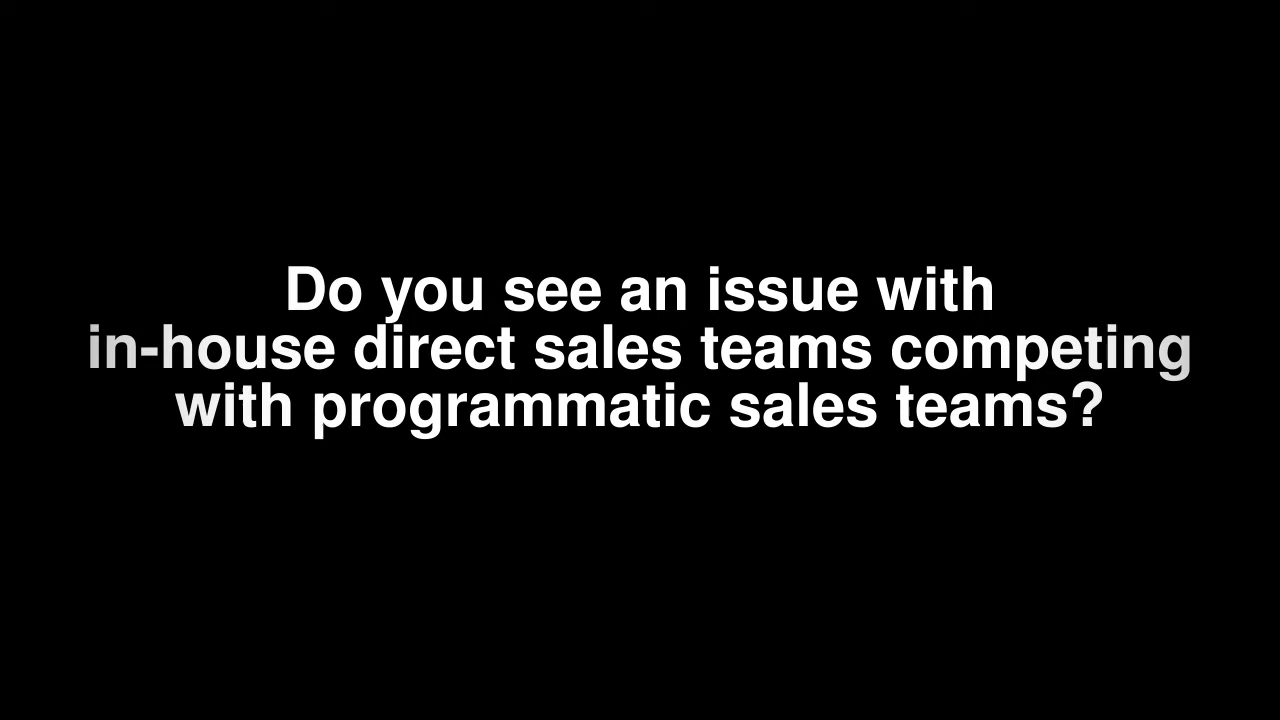 Do you see an issue with
in-house direct sales teams competing
with programmatic sales teams?